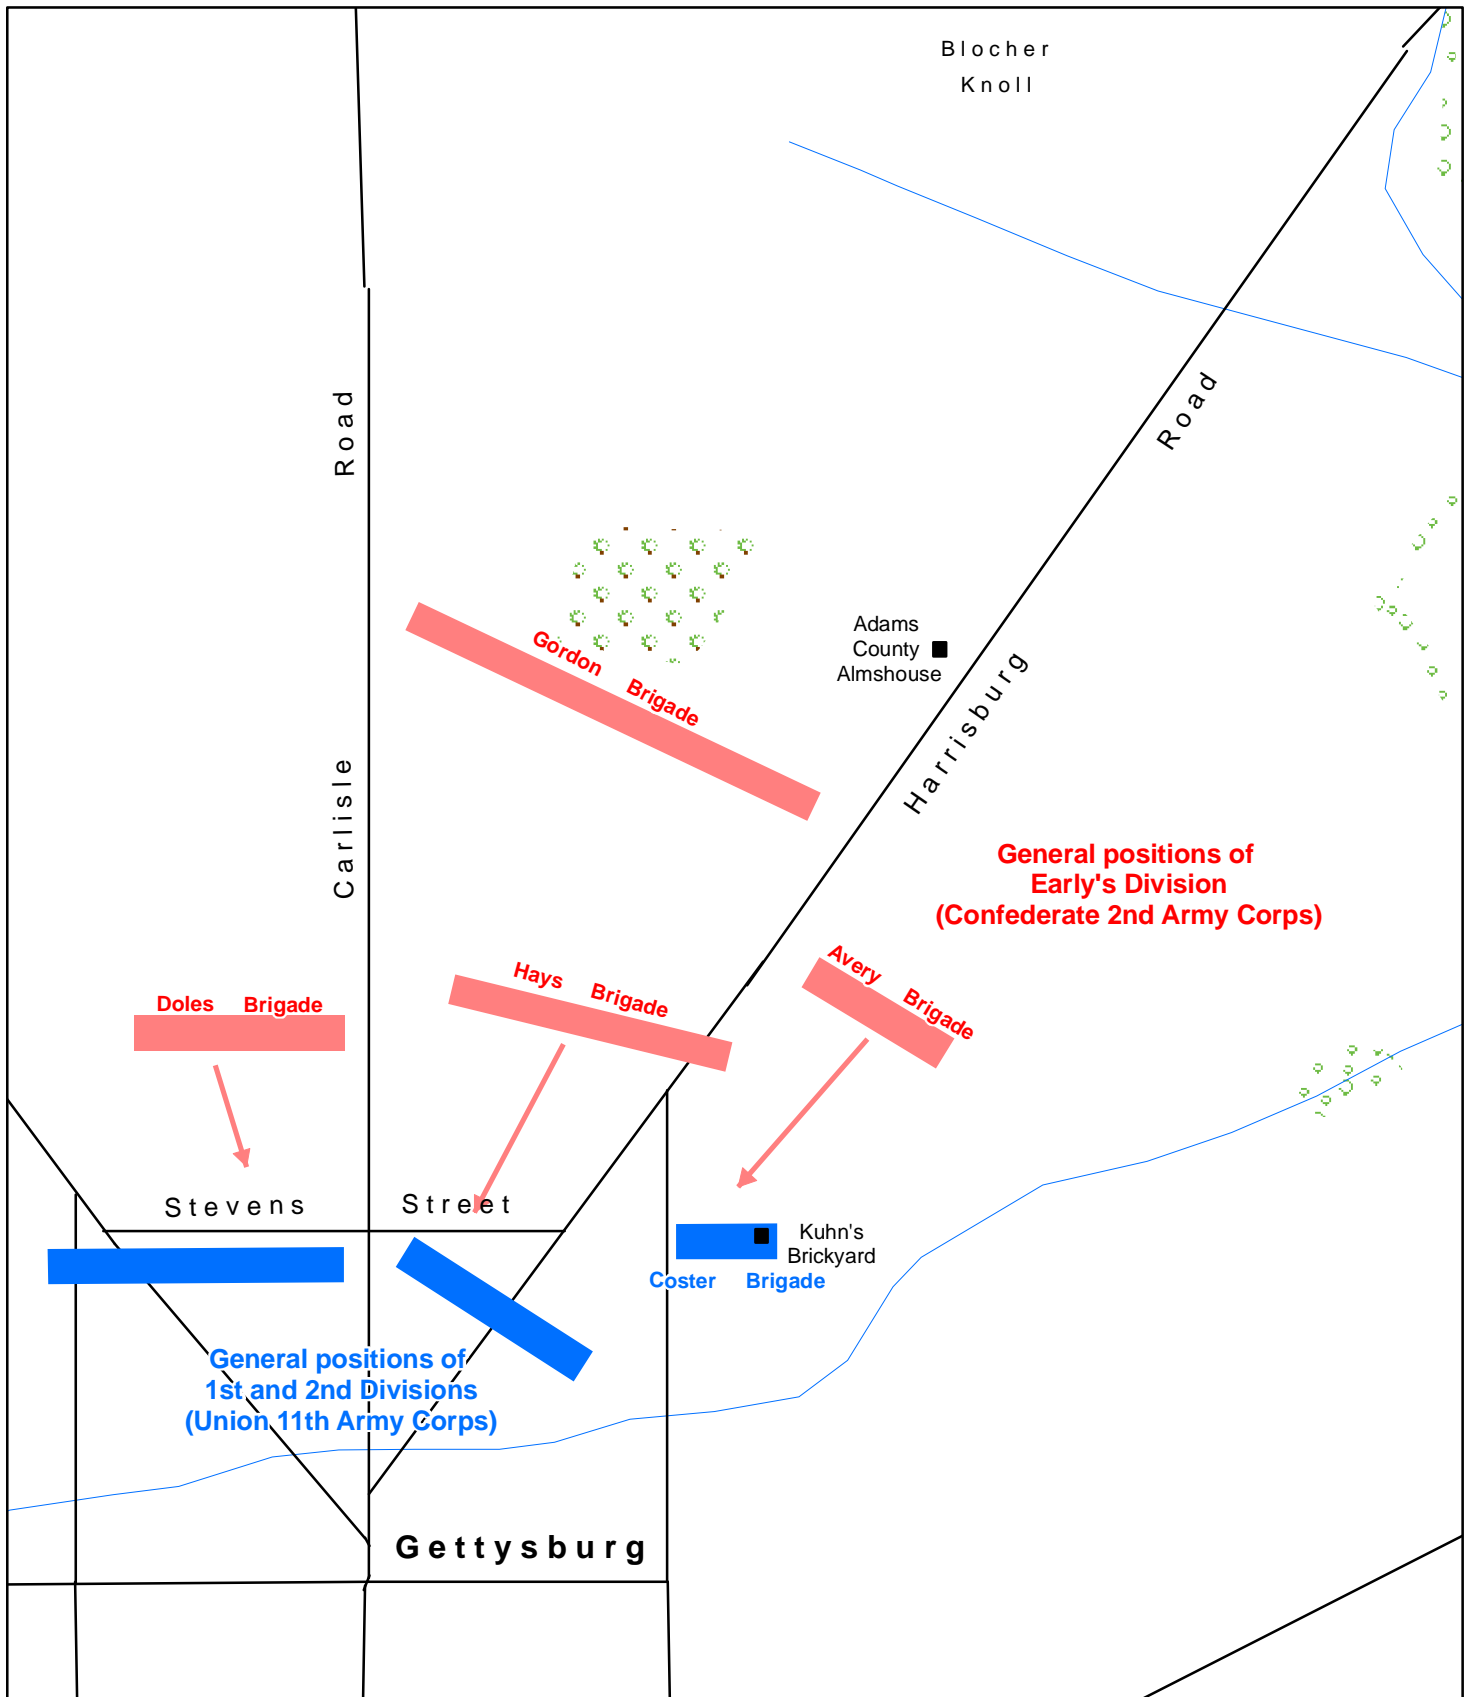 Blocher
Knoll
Road
Road
Adams
County
Almshouse
Gordon Brigade
Harrisburg
Carlisle
General positions of
Early's Division
(Confederate 2nd Army Corps)
Avery Brigade
Hays Brigade
Doles Brigade
Stevens Street
Kuhn's
Brickyard
Coster Brigade
General positions of
1st and 2nd Divisions
(Union 11th Army Corps)
Gettysburg